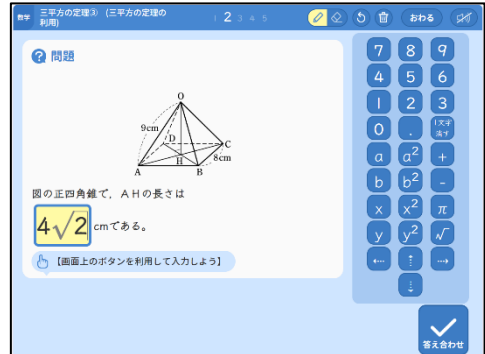 数学 三平方の定理③ (三平方の定理の利用)
1 2 3 4 5
おわる
? 問題
O
9cm
D
C
H
8cm
A
B
図の正四角錐で,AHの長さは
4√2 cmである。
【画面上のボタンを利用して入力しよう】
7 8 9
4 5 6
1 2 3
0 . 1文字消す
a a² +
b b² -
x x² π
y y² √
答え合わせ